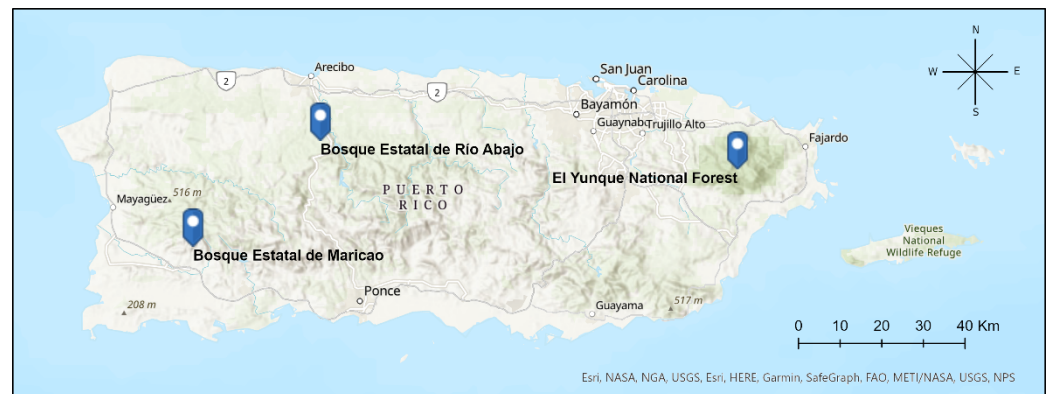 N
W E
S
Arecibo
2
San Juan
Carolina
2
Bayamón
Guaynabo
Trujillo Alto
Fajardo
Bosque Estatal de Río Abajo
El Yunque National Forest
PUERTO
RICO
516 m
Mayagüez
Vieques
National
Wildlife Refuge
Bosque Estatal de Maricao
Ponce
208 m
Guayama
517 m
0 10 20 30 40 Km
Esri, NASA, NGA, USGS, Esri, HERE, Garmin, SafeGraph, FAO, METI/NASA, USGS, NPS